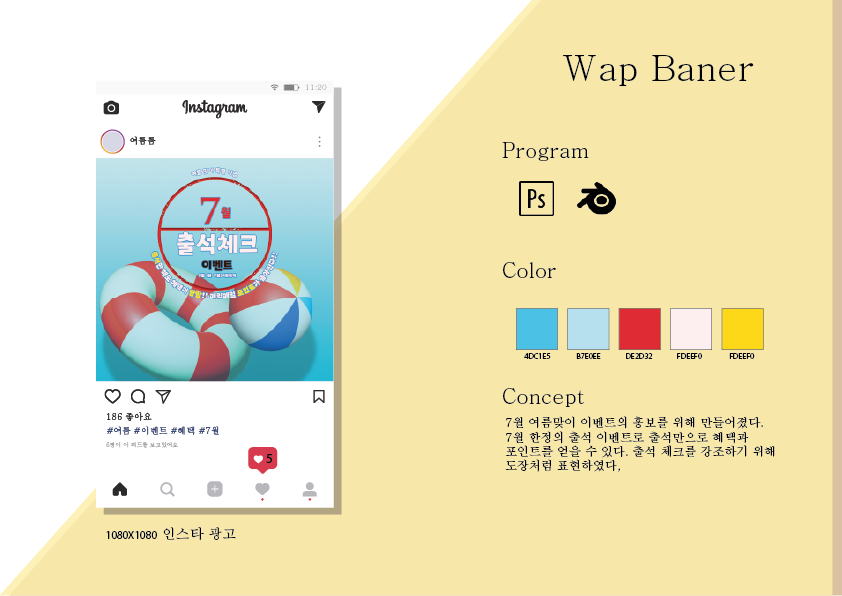 Wap Baner
11:20
Instagram
어름름
7월
출석체크
이벤트
186 좋아요
#여름 #이벤트 #혜택 #7월
5
1080X1080 인스타 광고
Program
Ps
Color
4DC1E5 B7E0EE DE2D32 FDEEF0 FDEEF0
Concept
7월 여름맞이 이벤트의 홍보를 위해 만들어졌다.
7월 한정의 출석 이벤트로 출석만으로 혜택과
포인트를 얻을 수 있다. 출석 체크를 강조하기 위해
도장처럼 표현하였다,